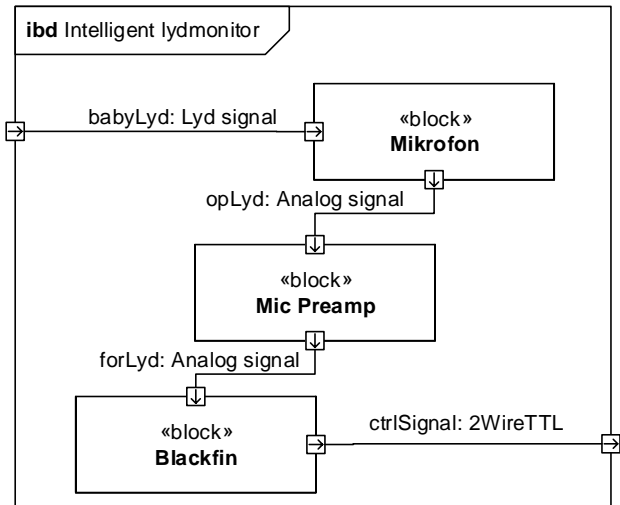 ibd Intelligent lydmonitor
babyLyd: Lyd signal
«block»
Mikrofon
opLyd: Analog signal
«block»
Mic Preamp
forLyd: Analog signal
«block»
Blackfin
ctrlSignal: 2WireTTL